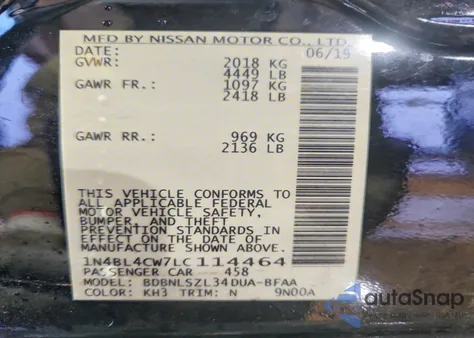 MFD BY NISSAN MOTOR CO., LTD.
DATE: 06/19
GVWR: 2018 KG
4449 LB
GAWR FR.: 1097 KG
2418 LB
GAWR RR.: 969 KG
2136 LB
THIS VEHICLE CONFORMS TO
ALL APPLICABLE FEDERAL
MOTOR VEHICLE SAFETY,
BUMPER, AND THEFT
PREVENTION STANDARDS IN
EFFECT ON THE DATE OF
MANUFACTURE SHOWN ABOVE.
1N4BL4CW7LC114464
PASSENGER CAR 458
MODEL: BDBNLSZL34DUA-BFAA
COLOR: KH3 TRIM: N 9N00A
autoSnap